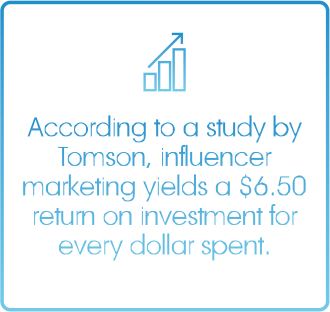 According to a study by
Tomson, influencer
marketing yields a $6.50
return on investment for
every dollar spent.